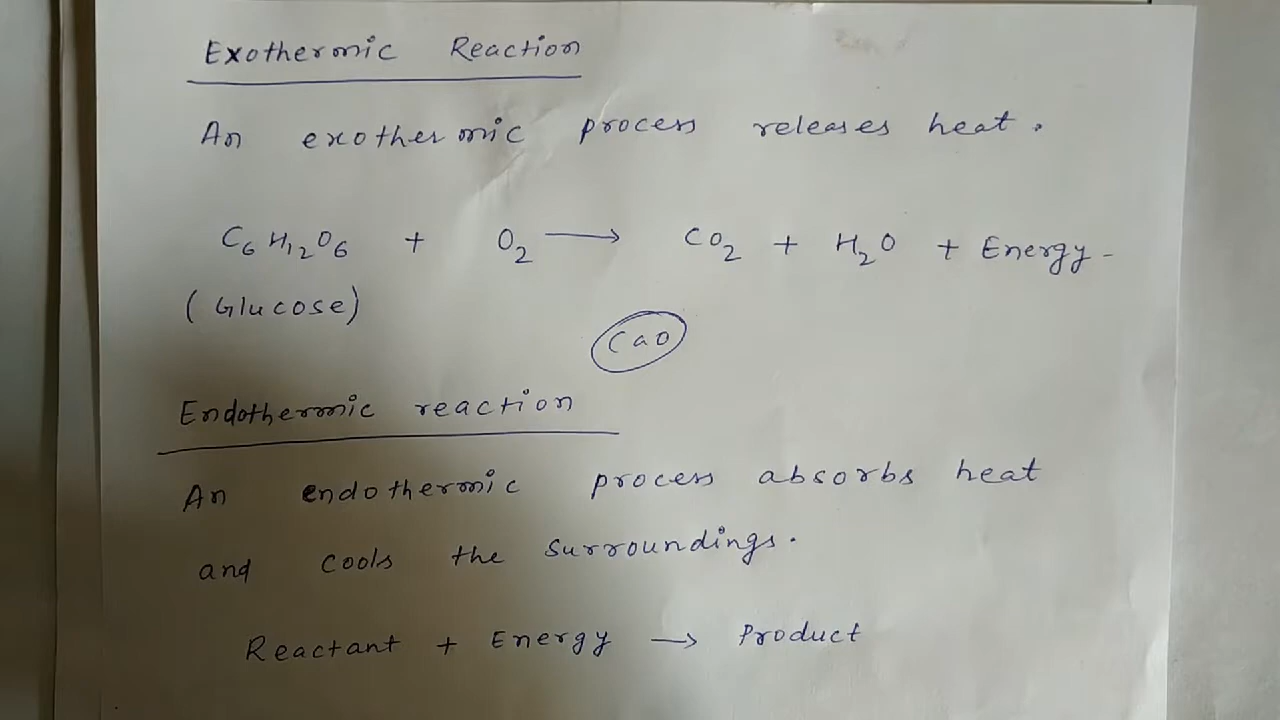 Exothermic Reaction
An exothermic process releases heat.
C6H12O6 + O2 → CO2 + H2O + Energy -
(Glucose)
CaO
Endothermic reaction
An endothermic process absorbs heat
and cools the surroundings.
Reactant + Energy → Product